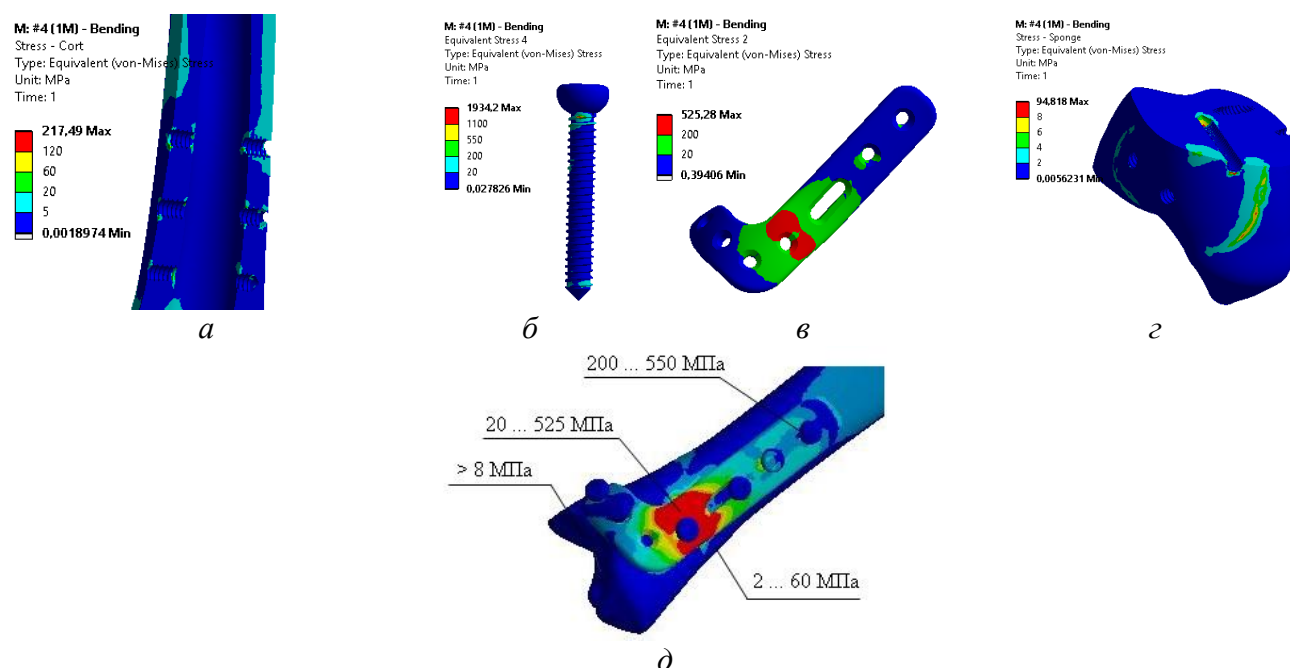 M: #4 (1M) - Bending
Stress - Cort
Type: Equivalent (von-Mises) Stress
Unit: MPa
Time: 1
217,49 Max
120
60
20
5
0,0018974 Min
а
M: #4 (1M) - Bending
Equivalent Stress 4
Type: Equivalent (von-Mises) Stress
Unit: MPa
Time: 1
1934,2 Max
1100
550
200
20
0,027826 Min
б
M: #4 (1M) - Bending
Equivalent Stress 2
Type: Equivalent (von-Mises) Stress
Unit: MPa
Time: 1
525,28 Max
200
20
0,39406 Min
в
M: #4 (1M) - Bending
Stress - Sponge
Type: Equivalent (von-Mises) Stress
Unit: MPa
Time: 1
94,818 Max
8
6
4
2
0,0056231 Min
г
200 ... 550 МПа
20 ... 525 МПа
> 8 МПа
2 ... 60 МПа
д